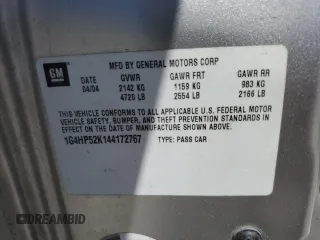 GM
MFD BY GENERAL MOTORS CORP
DATE GVWR GAWR FRT GAWR RR
04/04 2142 KG 1159 KG 983 KG
4720 LB 2554 LB 2166 LB
THIS VEHICLE CONFORMS TO ALL APPLICABLE U.S. FEDERAL MOTOR
VEHICLE SAFETY, BUMPER, AND THEFT PREVENTION STANDARDS IN
EFFECT ON THE DATE OF MANUFACTURE SHOWN ABOVE.
1G4HP52K144172767 TYPE: PASS CAR
AUTOBIDMASTER